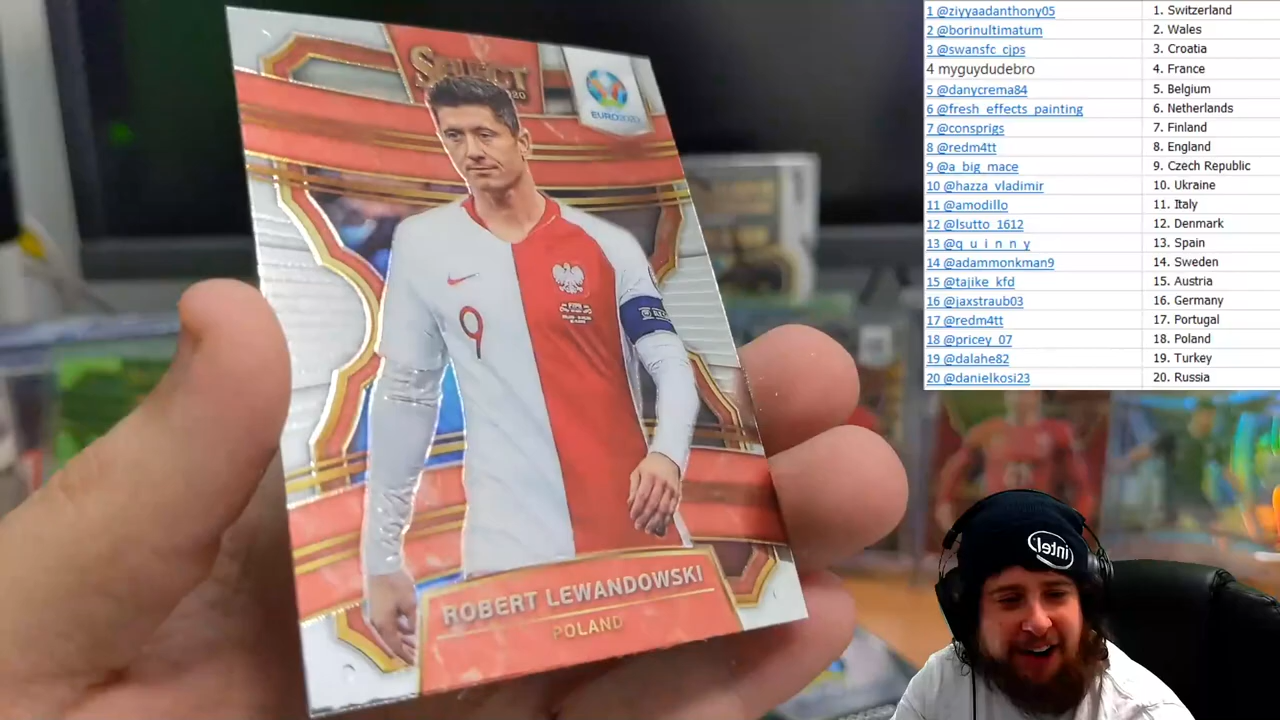 SELECT
2020
EURO2020
9
ROBERT LEWANDOWSKI
POLAND
1 @ziyyaadanthony05 1. Switzerland
2 @borinultimatum 2. Wales
3 @swansfc_cjps 3. Croatia
4 myguydudebro 4. France
5 @danycrema84 5. Belgium
6 @fresh_effects_painting 6. Netherlands
7 @consprigs 7. Finland
8 @redm4tt 8. England
9 @a_big_mace 9. Czech Republic
10 @hazza_vladimir 10. Ukraine
11 @amodillo 11. Italy
12 @lsutto_1612 12. Denmark
13 @q_u_i_n_n_y 13. Spain
14 @adammonkman9 14. Sweden
15 @tajike_kfd 15. Austria
16 @jaxstraub03 16. Germany
17 @redm4tt 17. Portugal
18 @pricey_07 18. Poland
19 @dalahe82 19. Turkey
20 @danielkosi23 20. Russia
intel